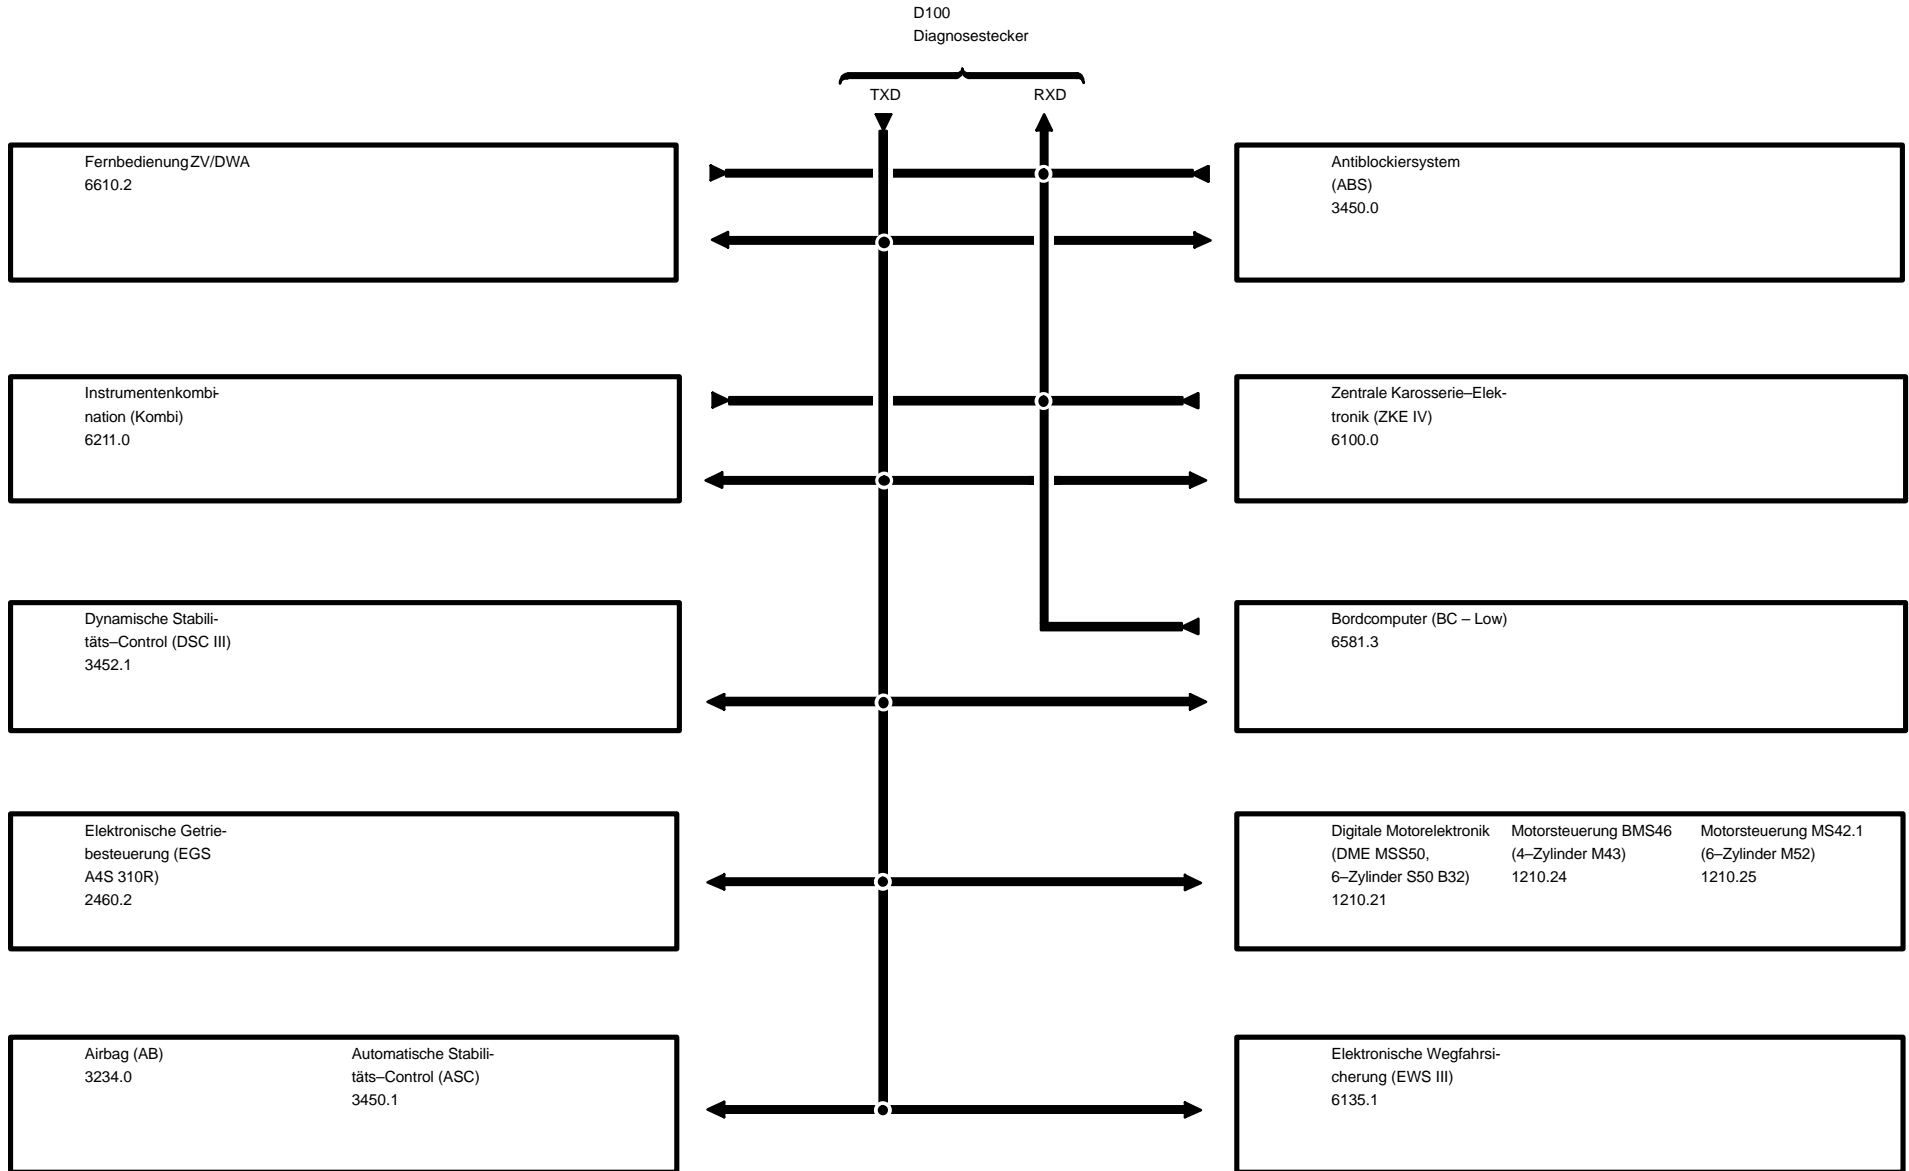 D100
Diagnosestecker
TXD
RXD
Fernbedienung ZV/DWA
6610.2
Antiblockiersystem
(ABS)
3450.0
Instrumentenkombi-
nation (Kombi)
6211.0
Zentrale Karosserie–Elek-
tronik (ZKE IV)
6100.0
Dynamische Stabili-
täts–Control (DSC III)
3452.1
Bordcomputer (BC – Low)
6581.3
Elektronische Getrie-
besteuerung (EGS
A4S 310R)
2460.2
Digitale Motorelektronik
(DME MSS50,
6–Zylinder S50 B32)
1210.21
Motorsteuerung BMS46
(4–Zylinder M43)
1210.24
Motorsteuerung MS42.1
(6–Zylinder M52)
1210.25
Airbag (AB)
3234.0
Automatische Stabili-
täts–Control (ASC)
3450.1
Elektronische Wegfahrsi-
cherung (EWS III)
6135.1